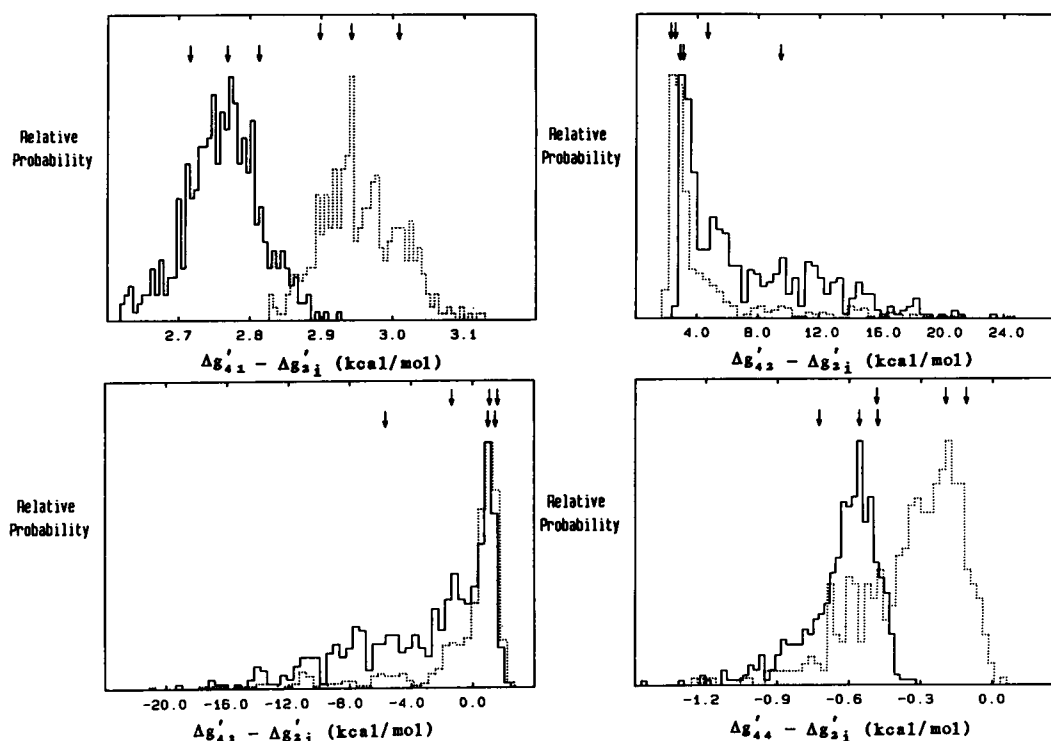 Relative
Probability
2.7 2.8 2.9 3.0 3.1
Δg′₄₁ − Δg′₂ᵢ (kcal/mol)
Relative
Probability
4.0 8.0 12.0 16.0 20.0 24.0
Δg′₄₂ − Δg′₂ᵢ (kcal/mol)
Relative
Probability
-20.0 -16.0 -12.0 -8.0 -4.0 0.0
Δg′₄₃ − Δg′₂ᵢ (kcal/mol)
Relative
Probability
-1.2 -0.9 -0.6 -0.3 0.0
Δg′₄₄ − Δg′₂ᵢ (kcal/mol)